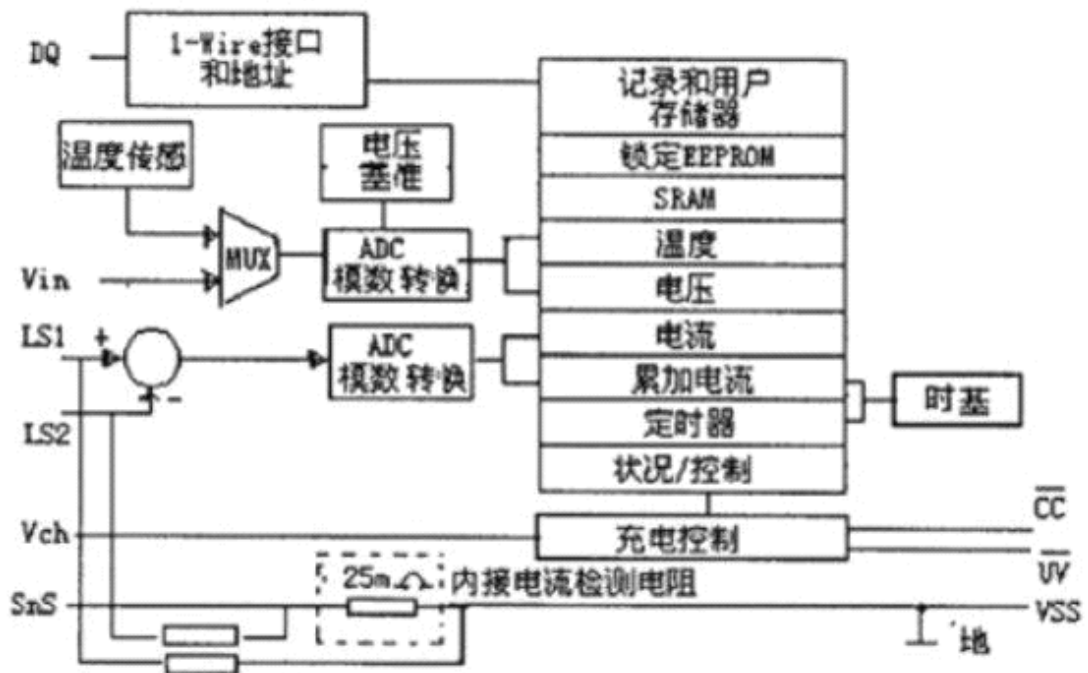 DQ
1-Wire接口
和地址
记录和用户
存储器
温度传感
电压
基准
锁定EEPROM
SRAM
MUX
ADC
模数转换
温度
Vin
电压
LS1
+
ADC
模数转换
电流
累加电流
时基
-
LS2
定时器
状况/控制
Vch
充电控制
CC
UV
25m
内接电流检测电阻
SnS
VSS
地